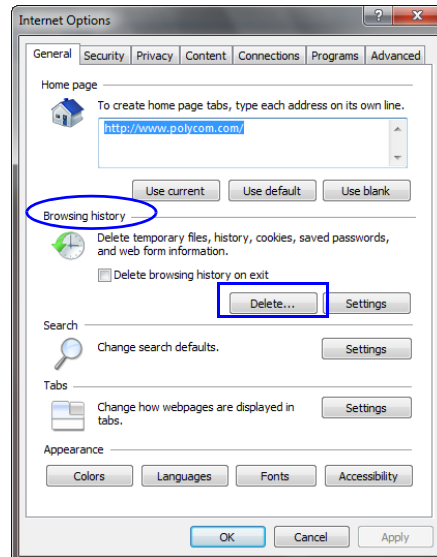 Internet Options
General Security Privacy Content Connections Programs Advanced
Home page
To create home page tabs, type each address on its own line.
http://www.polycom.com/
Use current Use default Use blank
Browsing history
Delete temporary files, history, cookies, saved passwords,
and web form information.
Delete browsing history on exit
Delete... Settings
Search
Change search defaults. Settings
Tabs
Change how webpages are displayed in
tabs.
Settings
Appearance
Colors Languages Fonts Accessibility
OK Cancel Apply